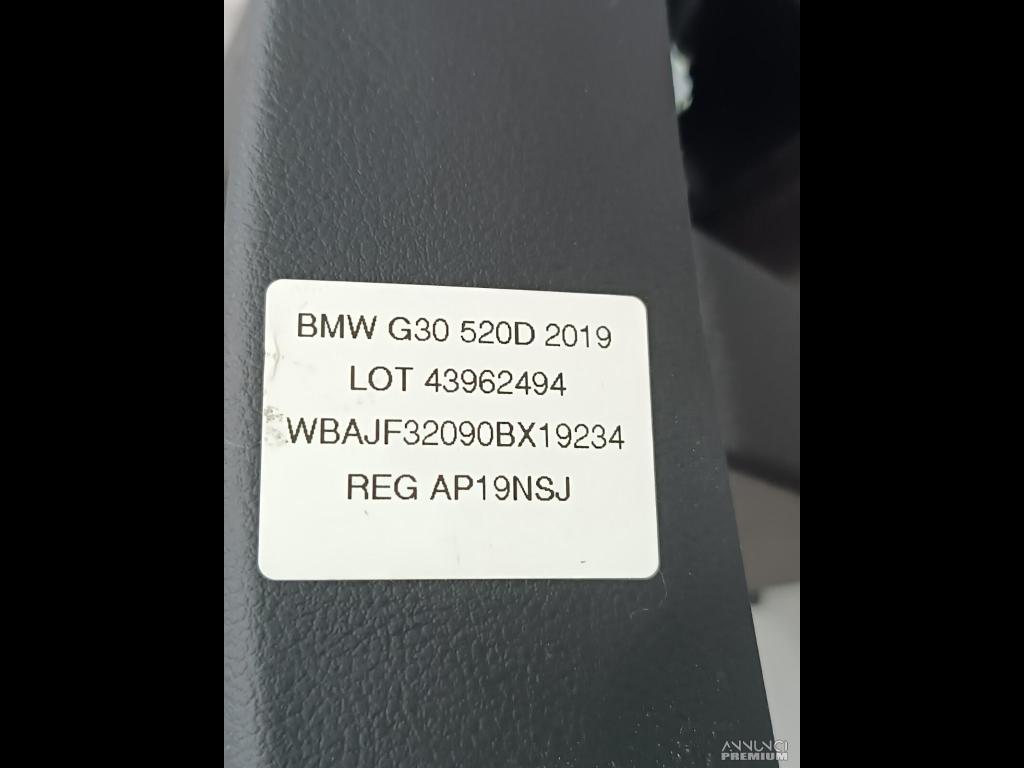 BMW G30 520D 2019
LOT 43962494
WBAJF32090BX19234
REG AP19NSJ
ANNUNCI
PREMIUM